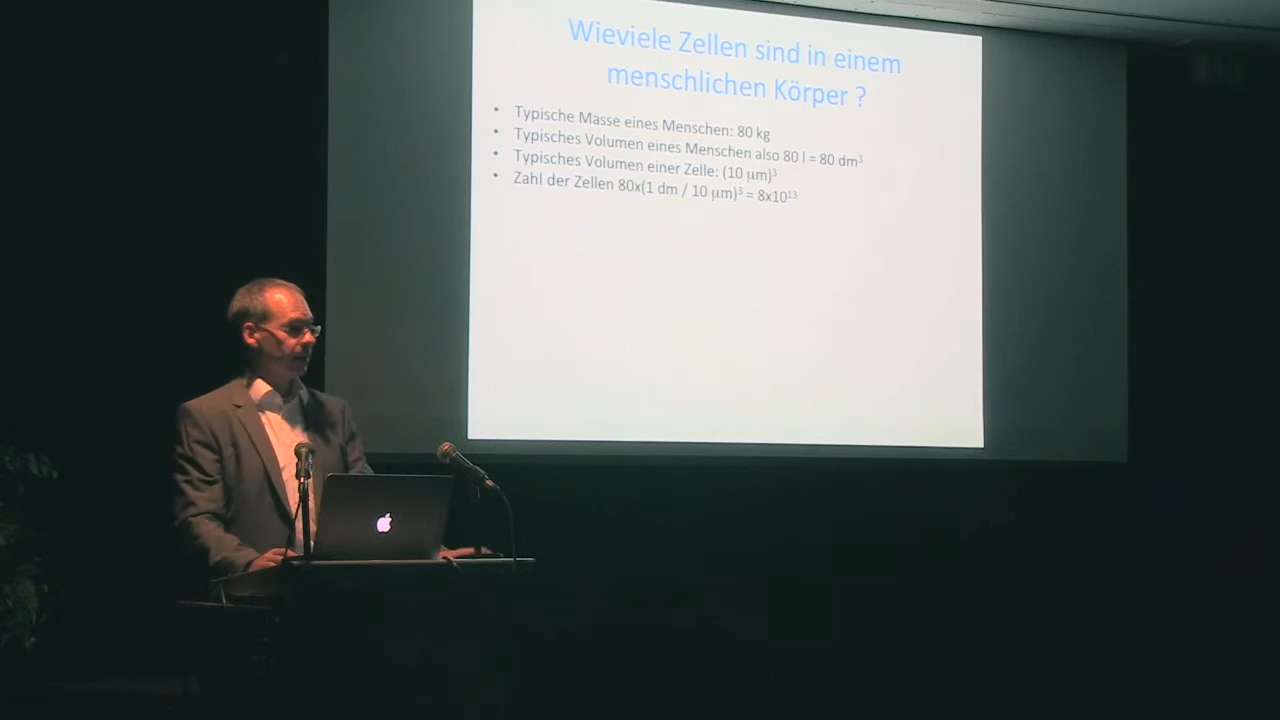 Wieviele Zellen sind in einem
menschlichen Körper ?
• Typische Masse eines Menschen: 80 kg
• Typisches Volumen eines Menschen also 80 l = 80 dm³
• Typisches Volumen einer Zelle: (10 µm)³
• Zahl der Zellen 80x(1 dm / 10 µm)³ = 8x10¹³